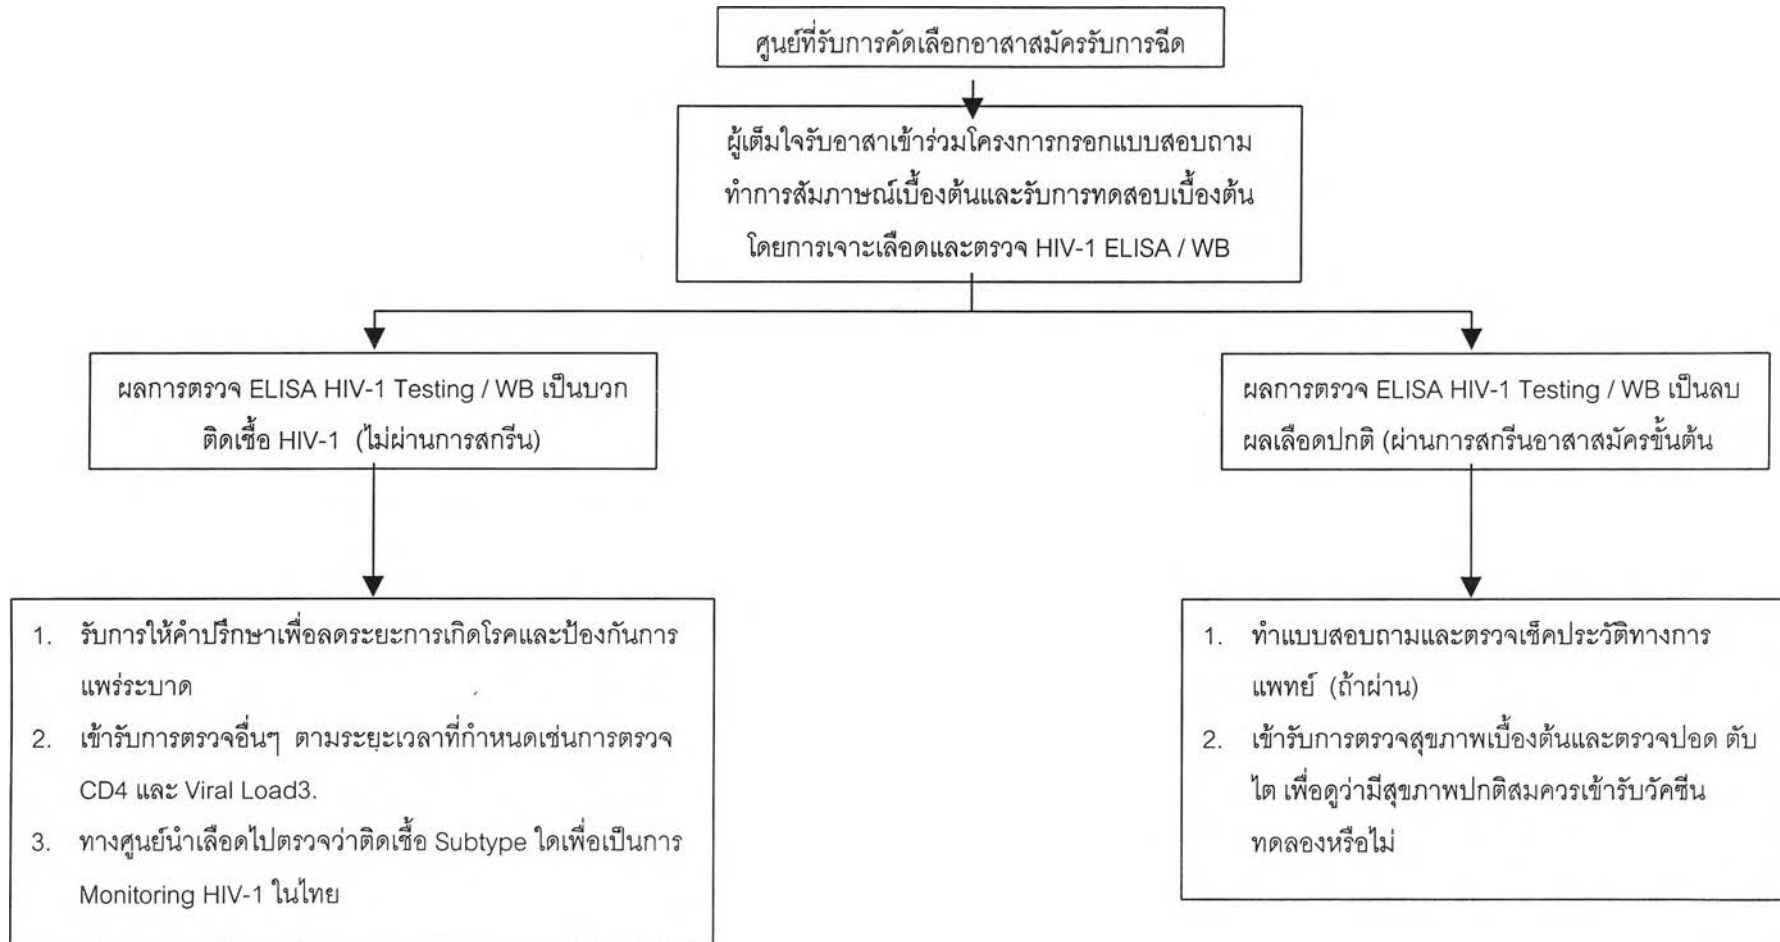 ศูนย์ที่รับการคัดเลือกอาสาสมัครรับการฉีด
ผู้เต็มใจรับอาสาเข้าร่วมโครงการกรอกแบบสอบถาม
ทำการสัมภาษณ์เบื้องต้นและรับการทดสอบเบื้องต้น
โดยการเจาะเลือดและตรวจ HIV-1 ELISA / WB
ผลการตรวจ ELISA HIV-1 Testing / WB เป็นบวก
ติดเชื้อ HIV-1 (ไม่ผ่านการสกรีน)
ผลการตรวจ ELISA HIV-1 Testing / WB เป็นลบ
ผลเลือดปกติ (ผ่านการสกรีนอาสาสมัครขั้นต้น
1. รับการให้คำปรึกษาเพื่อลดระยะการเกิดโรคและป้องกันการ
แพร่ระบาด
2. เข้ารับการตรวจอื่นๆ ตามระยะเวลาที่กำหนดเช่นการตรวจ
CD4 และ Viral Load3.
3. ทางศูนย์นำเลือดไปตรวจว่าติดเชื้อ Subtype ใดเพื่อเป็นการ
Monitoring HIV-1 ในไทย
1. ทำแบบสอบถามและตรวจเช็คประวัติทางการ
แพทย์ (ถ้าผ่าน)
2. เข้ารับการตรวจสุขภาพเบื้องต้นและตรวจปอด ตับ
ไต เพื่อดูว่ามีสุขภาพปกติสมควรเข้ารับวัคซีน
ทดลองหรือไม่